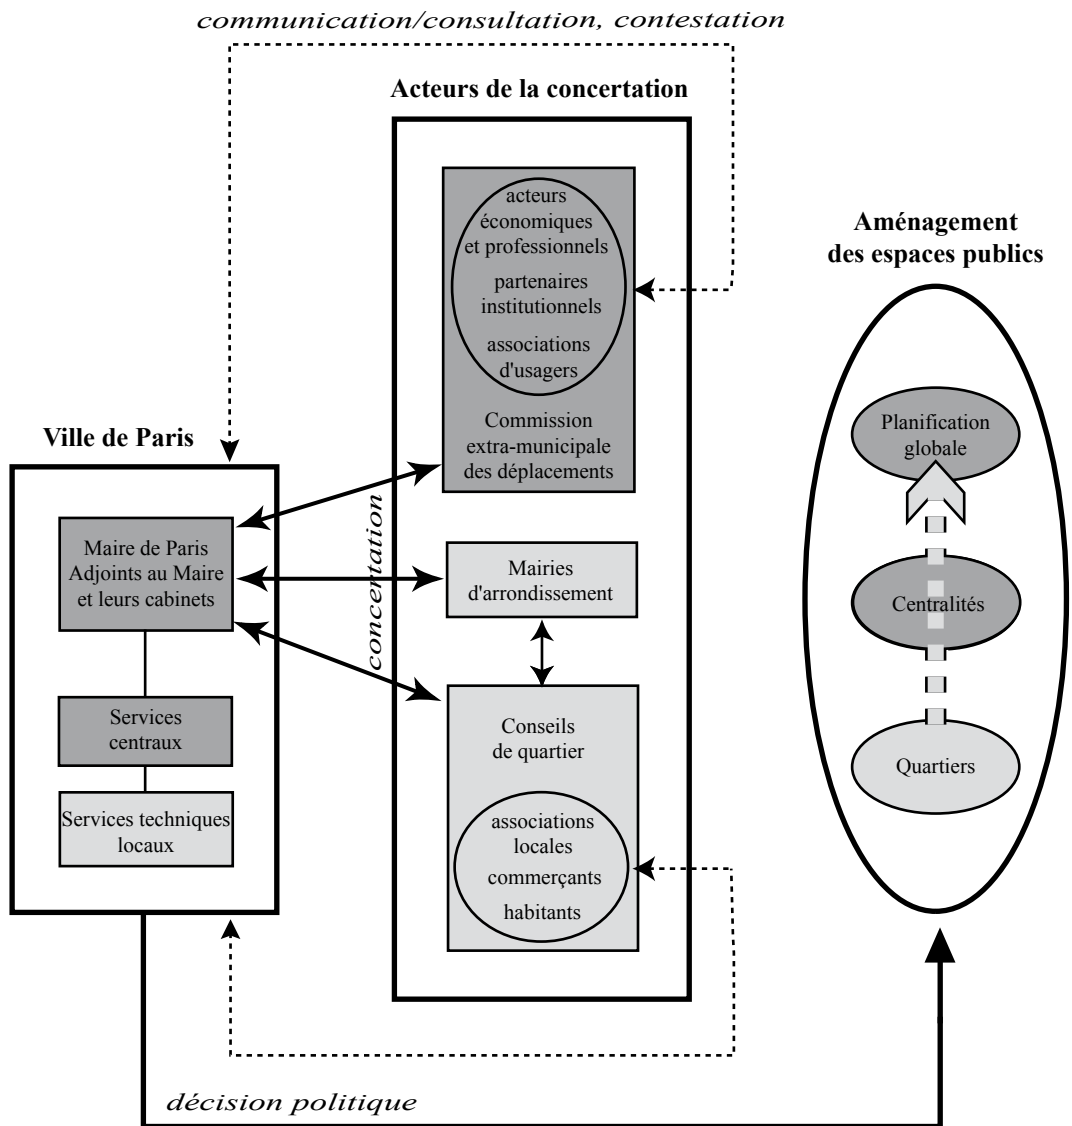 communication/consultation, contestation
Acteurs de la concertation
acteurs
économiques
et professionnels
partenaires
institutionnels
associations
d'usagers
Commission
extra-municipale
des déplacements
Ville de Paris
Maire de Paris
Adjoints au Maire
et leurs cabinets
Services
centraux
Services techniques
locaux
concertation
Mairies
d'arrondissement
Conseils
de quartier
associations
locales
commerçants
habitants
Aménagement
des espaces publics
Planification
globale
Centralités
Quartiers
décision politique